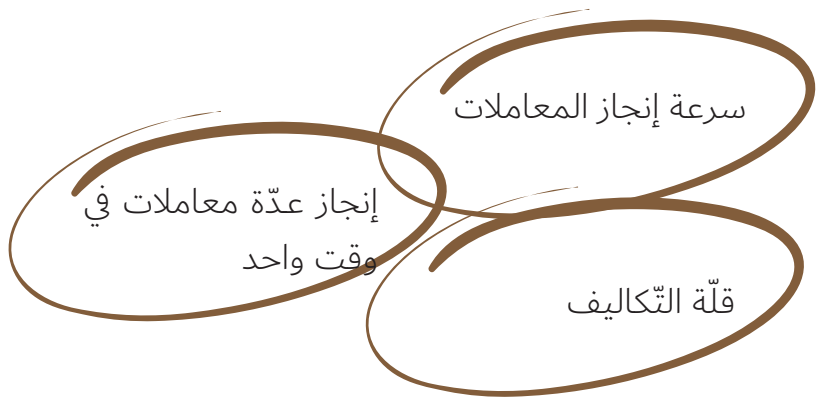 سرعة إنجاز المعاملات
إنجاز عدّة معاملات في
وقت واحد
قلّة التّكاليف